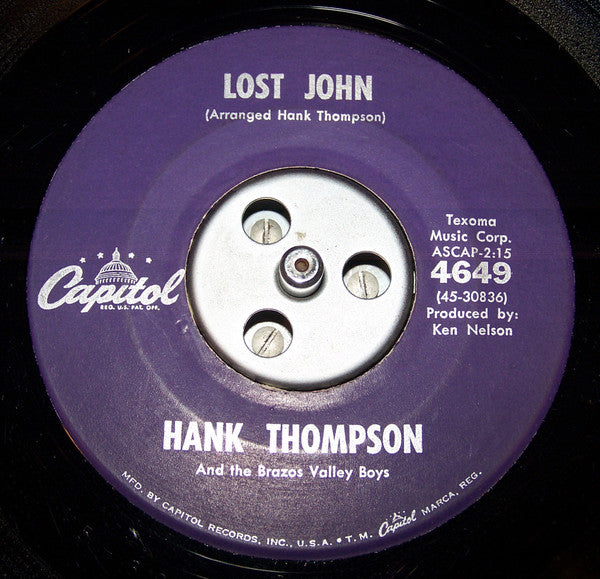 LOST JOHN
(Arranged Hank Thompson)
Capitol
REG. U.S. PAT. OFF.
Texoma
Music Corp.
ASCAP-2:15
4649
(45-30836)
Produced by:
Ken Nelson
HANK THOMPSON
And the Brazos Valley Boys
MFD. BY CAPITOL RECORDS, INC., U.S.A. • T.M. Capitol MARCA, REG.